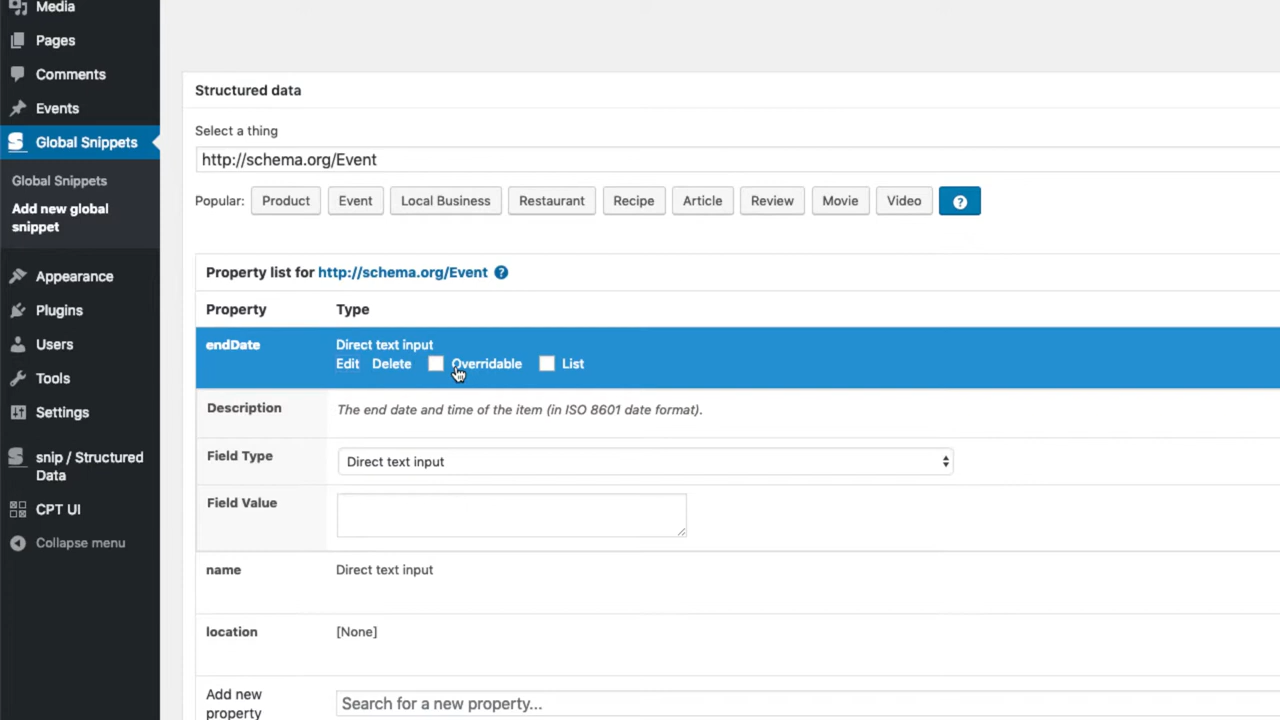 Media
Pages
Comments
Events
Global Snippets
Global Snippets
Add new global
snippet
Appearance
Plugins
Users
Tools
Settings
snip / Structured
Data
CPT UI
Collapse menu
Structured data
Select a thing
http://schema.org/Event
Popular: Product Event Local Business Restaurant Recipe Article Review Movie Video ?
Property list for http://schema.org/Event ?
Property Type
endDate Direct text input
Edit Delete Overridable List
Description The end date and time of the item (in ISO 8601 date format).
Field Type Direct text input
Field Value
name Direct text input
location [None]
Add new
property Search for a new property...